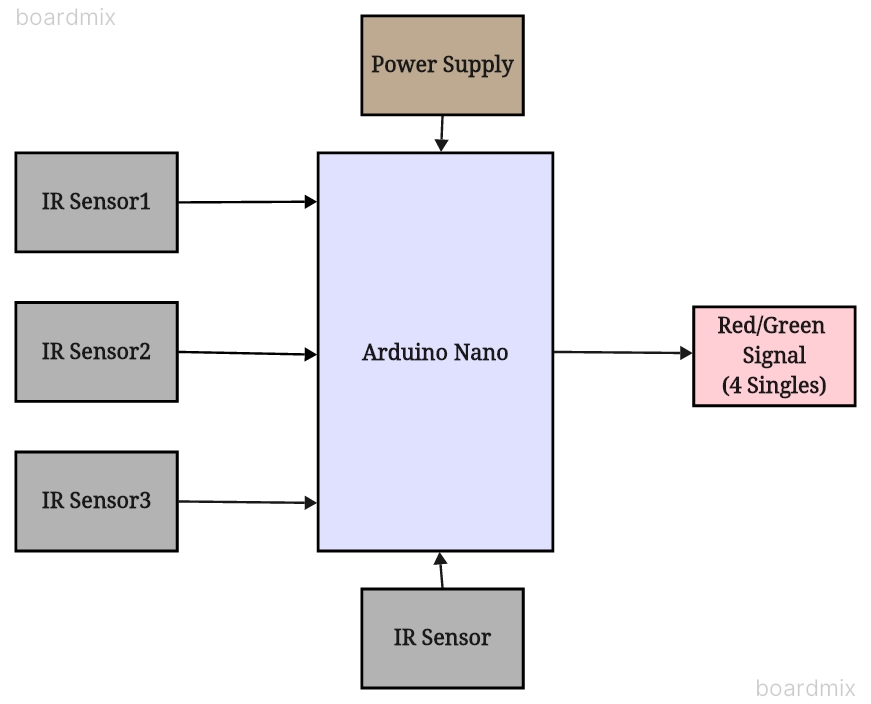 boardmix
Power Supply
IR Sensor1
IR Sensor2
Arduino Nano
Red/Green
Signal
(4 Singles)
IR Sensor3
IR Sensor
boardmix